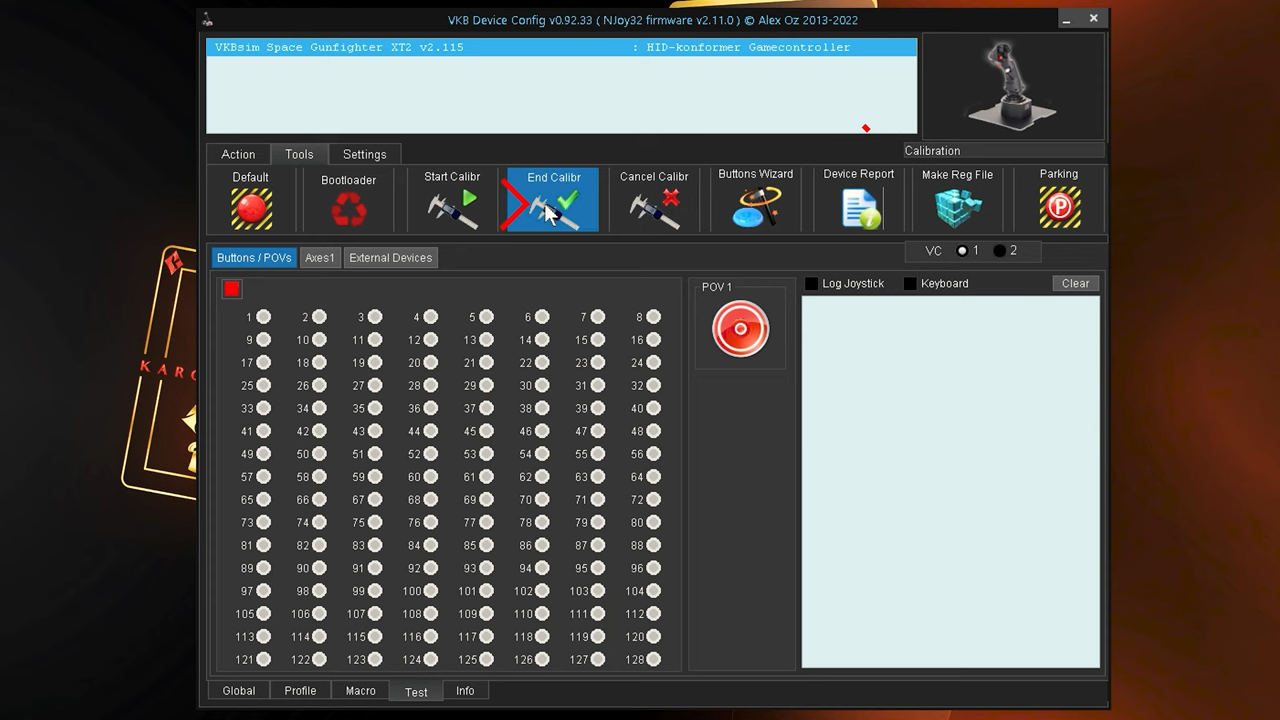 VKB Device Config v0.92.33 ( NJoy32 firmware v2.11.0 ) © Alex Oz 2013-2022
VKBsim Space Gunfighter XT2 v2.115 : HID-konformer Gamecontroller
Calibration
Action Tools Settings
Default Bootloader Start Calibr End Calibr Cancel Calibr Buttons Wizard Device Report Make Reg File Parking
Buttons / POVs Axes1 External Devices
VC 1 2
POV 1
Log Joystick Keyboard Clear
1 2 3 4 5 6 7 8
9 10 11 12 13 14 15 16
17 18 19 20 21 22 23 24
25 26 27 28 29 30 31 32
33 34 35 36 37 38 39 40
41 42 43 44 45 46 47 48
49 50 51 52 53 54 55 56
57 58 59 60 61 62 63 64
65 66 67 68 69 70 71 72
73 74 75 76 77 78 79 80
81 82 83 84 85 86 87 88
89 90 91 92 93 94 95 96
97 98 99 100 101 102 103 104
105 106 107 108 109 110 111 112
113 114 115 116 117 118 119 120
121 122 123 124 125 126 127 128
Global Profile Macro Test Info